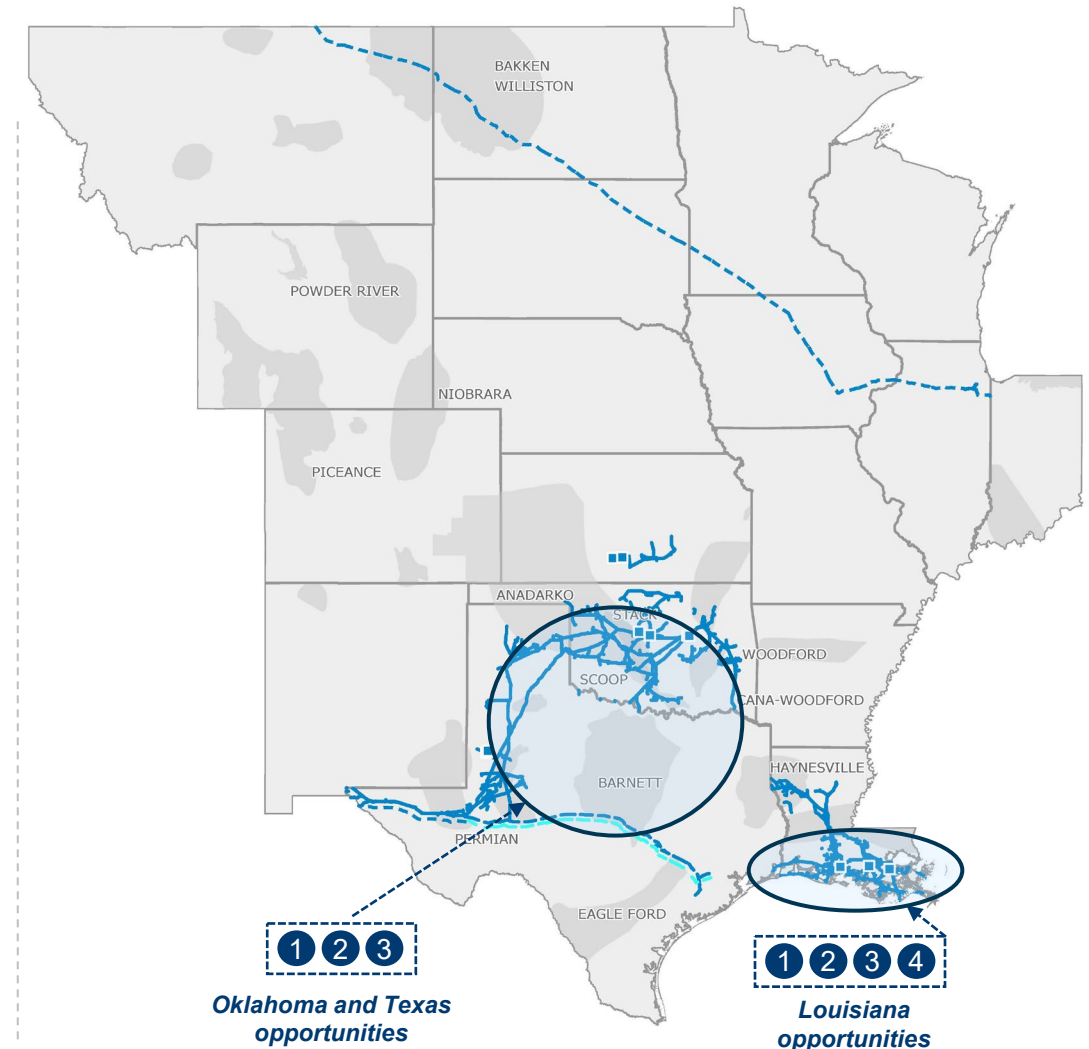 BAKKEN
WILLISTON
POWDER RIVER
NIOBRARA
PICEANCE
ANADARKO
STACK
WOODFORD
SCOOP
CANA-WOODFORD
HAYNESVILLE
BARNETT
PERMIAN
EAGLE FORD
1 2 3
Oklahoma and Texas
opportunities
1 2 3 4
Louisiana
opportunities